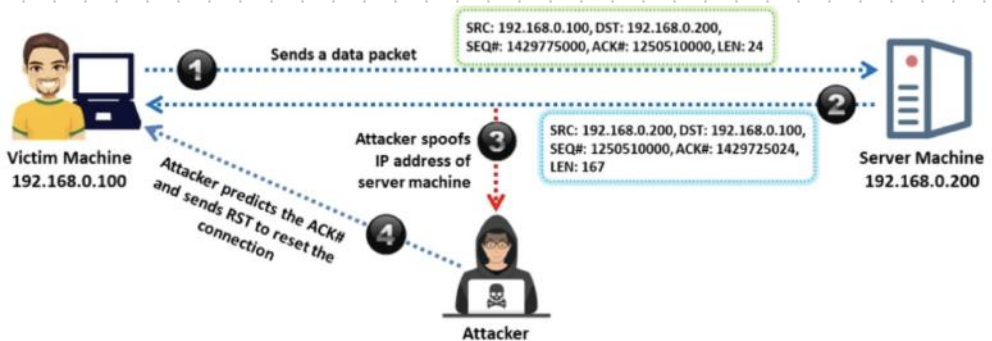 SRC: 192.168.0.100, DST: 192.168.0.200,
SEQ#: 1429775000, ACK#: 1250510000, LEN: 24
1
Sends a data packet
2
Attacker spoofs
IP address of
server machine
3
SRC: 192.168.0.200, DST: 192.168.0.100,
SEQ#: 1250510000, ACK#: 1429725024,
LEN: 167
Victim Machine
192.168.0.100
Server Machine
192.168.0.200
Attacker predicts the ACK#
and sends RST to reset the
connection
4
Attacker